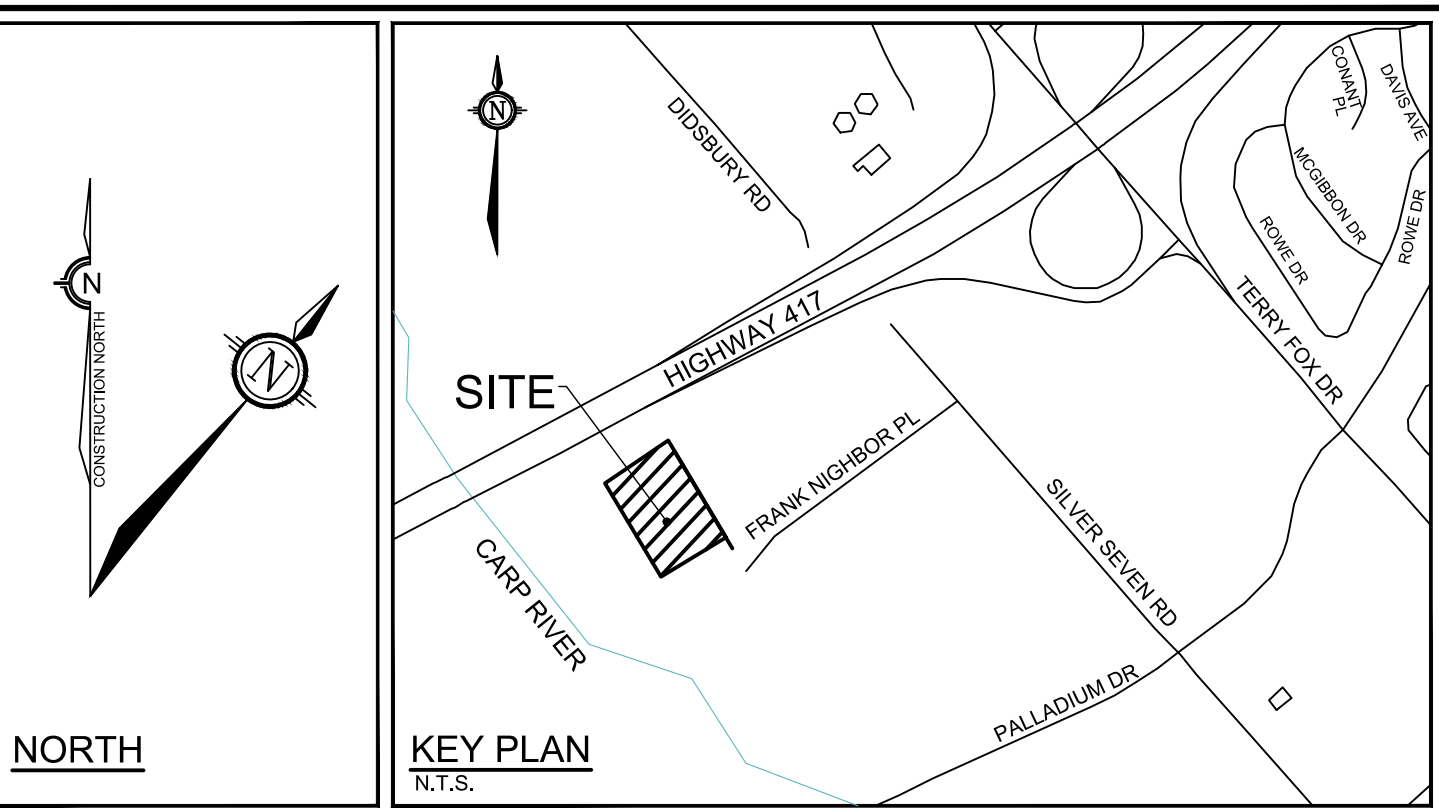 N
CONSTRUCTION NORTH
N
NORTH
N
DIDSBURY RD
CONANT
PL
DAVIS AVE
MCGIBBON DR
ROWE DR
ROWE DR
TERRY FOX DR
HIGHWAY 417
SITE
FRANK NIGHBOR PL
SILVER SEVEN RD
CARP RIVER
PALLADIUM DR
KEY PLAN
N.T.S.